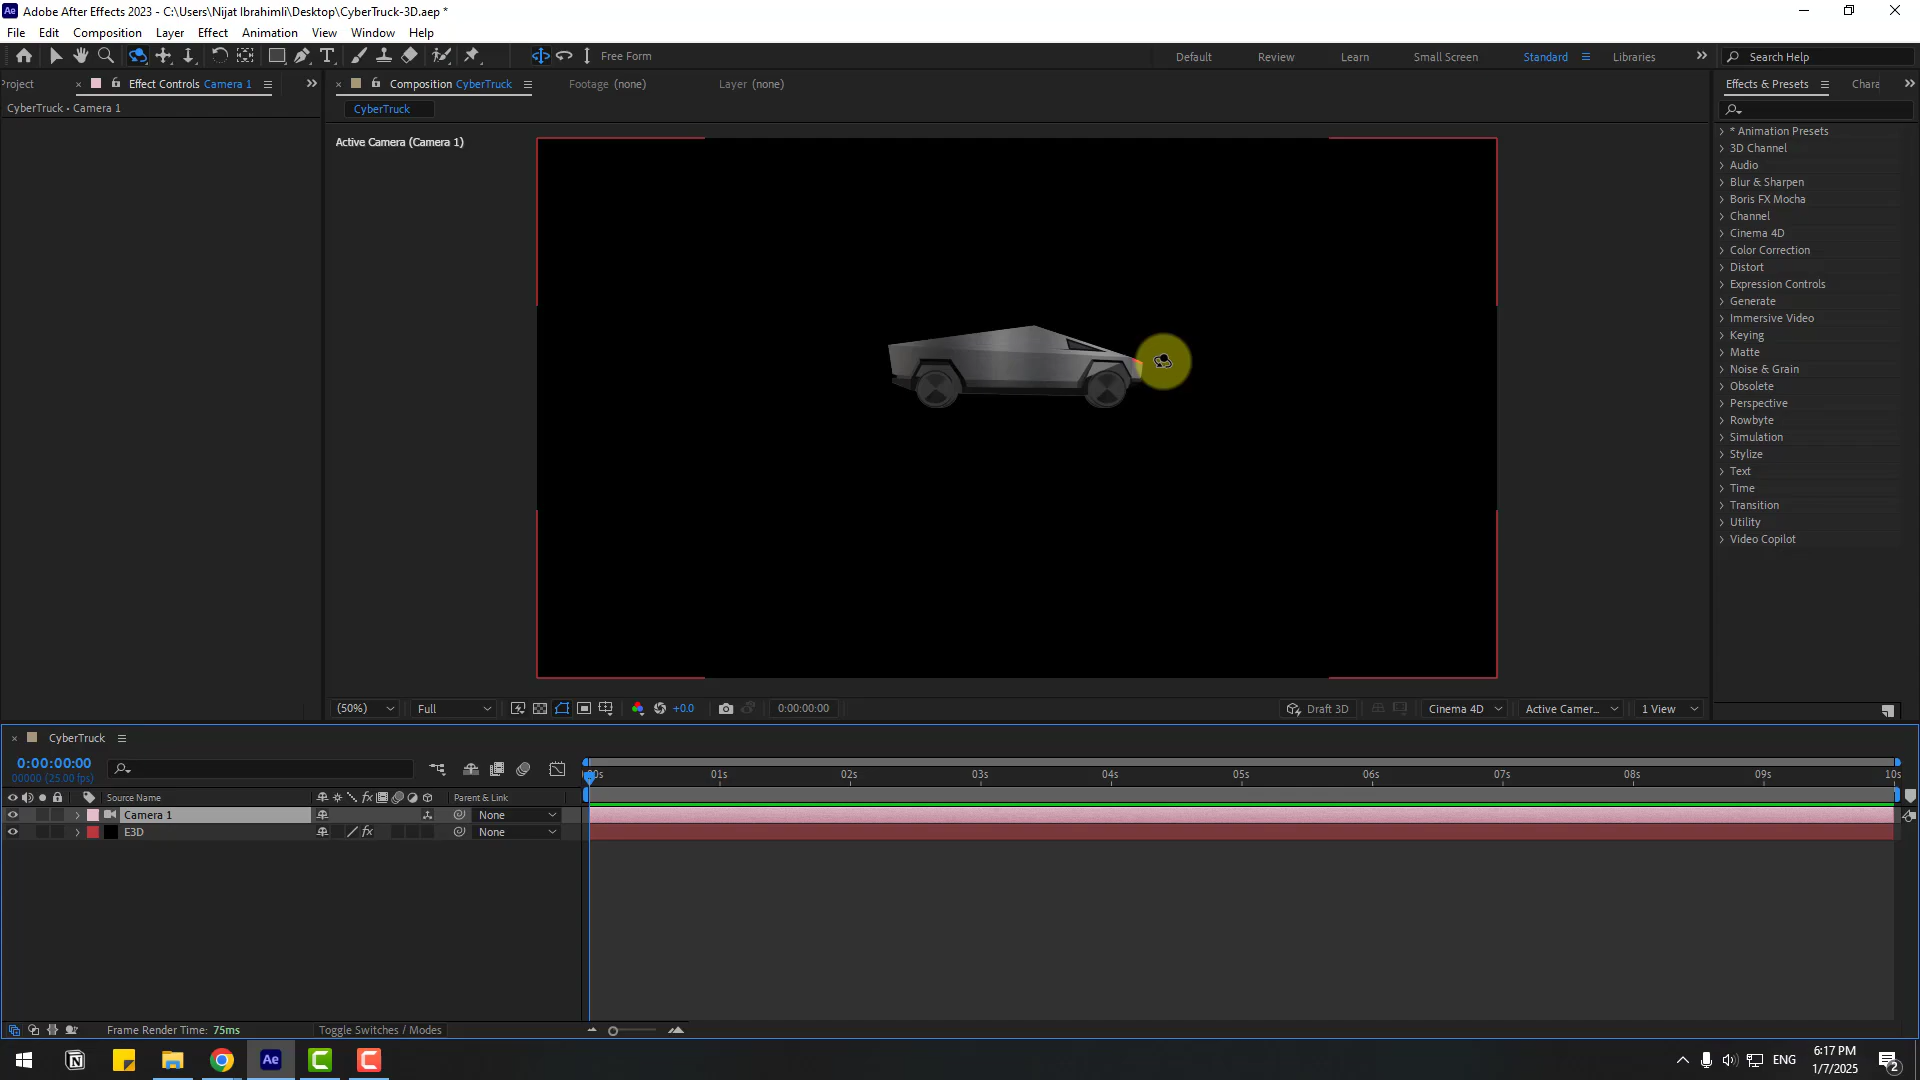 Adobe After Effects 2023 - C:\Users\Nijat Ibrahimli\Desktop\CyberTruck-3D.aep *
File Edit Composition Layer Effect Animation View Window Help
Free Form
Default Review Learn Small Screen Standard Libraries Search Help
Project Effect Controls Camera 1 Composition CyberTruck Footage (none) Layer (none) Effects & Presets Chara
CyberTruck • Camera 1
CyberTruck
Active Camera (Camera 1)
* Animation Presets
3D Channel
Audio
Blur & Sharpen
Boris FX Mocha
Channel
Cinema 4D
Color Correction
Distort
Expression Controls
Generate
Immersive Video
Keying
Matte
Noise & Grain
Obsolete
Perspective
Rowbyte
Simulation
Stylize
Text
Time
Transition
Utility
Video Copilot
(50%) Full +0.0 0:00:00:00 Draft 3D Cinema 4D Active Camer... 1 View
CyberTruck
0:00:00:00
00000 (25.00 fps)
00s 01s 02s 03s 04s 05s 06s 07s 08s 09s 10s
Source Name fx Parent & Link
Camera 1 None
E3D fx None
Frame Render Time: 75ms Toggle Switches / Modes
Ae
ENG
6:17 PM
1/7/2025
2